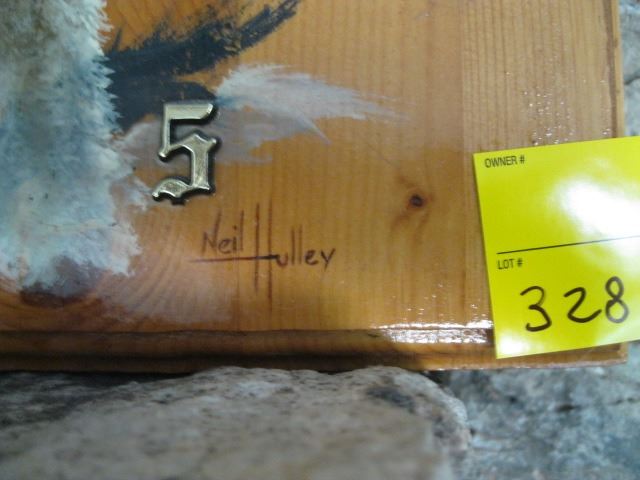 5
Neil Hulley
OWNER #
LOT #
328